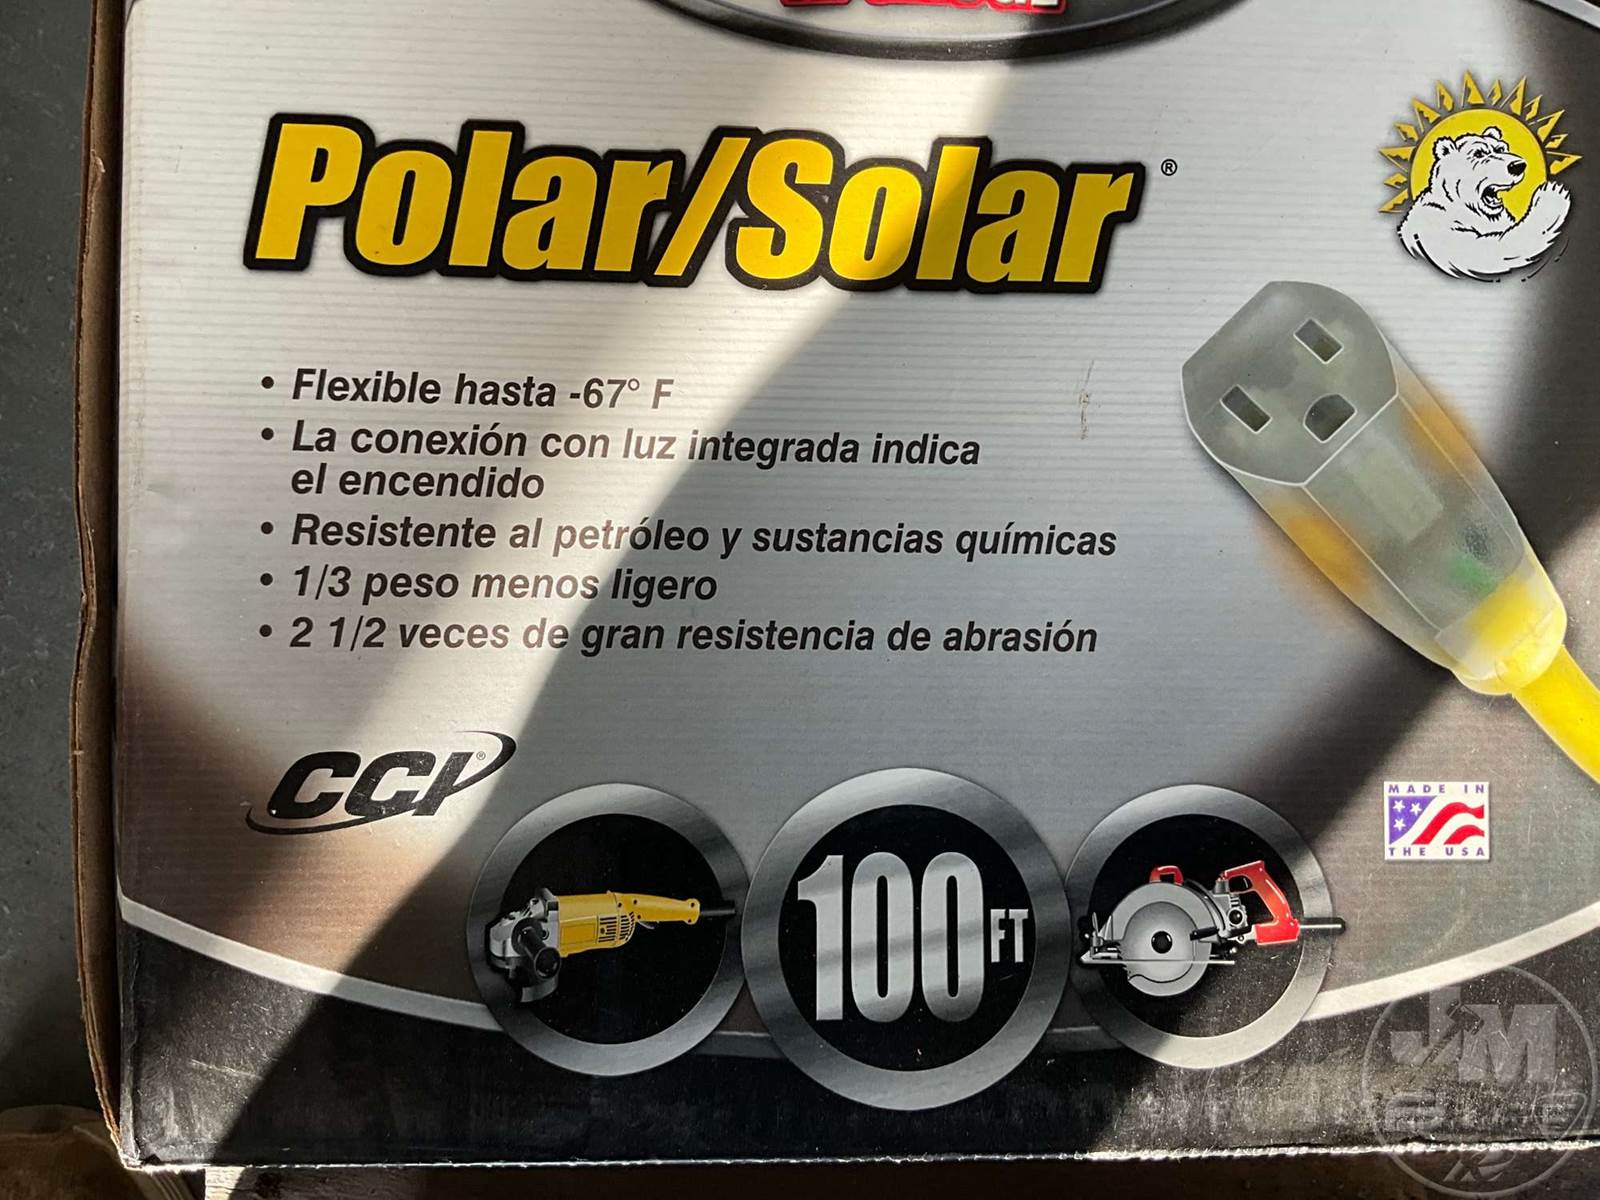 Polar/Solar®
• Flexible hasta -67° F
• La conexión con luz integrada indica
el encendido
• Resistente al petróleo y sustancias químicas
• 1/3 peso menos ligero
• 2 1/2 veces de gran resistencia de abrasión
CCI®
100 FT
MADE IN
THE USA
JM